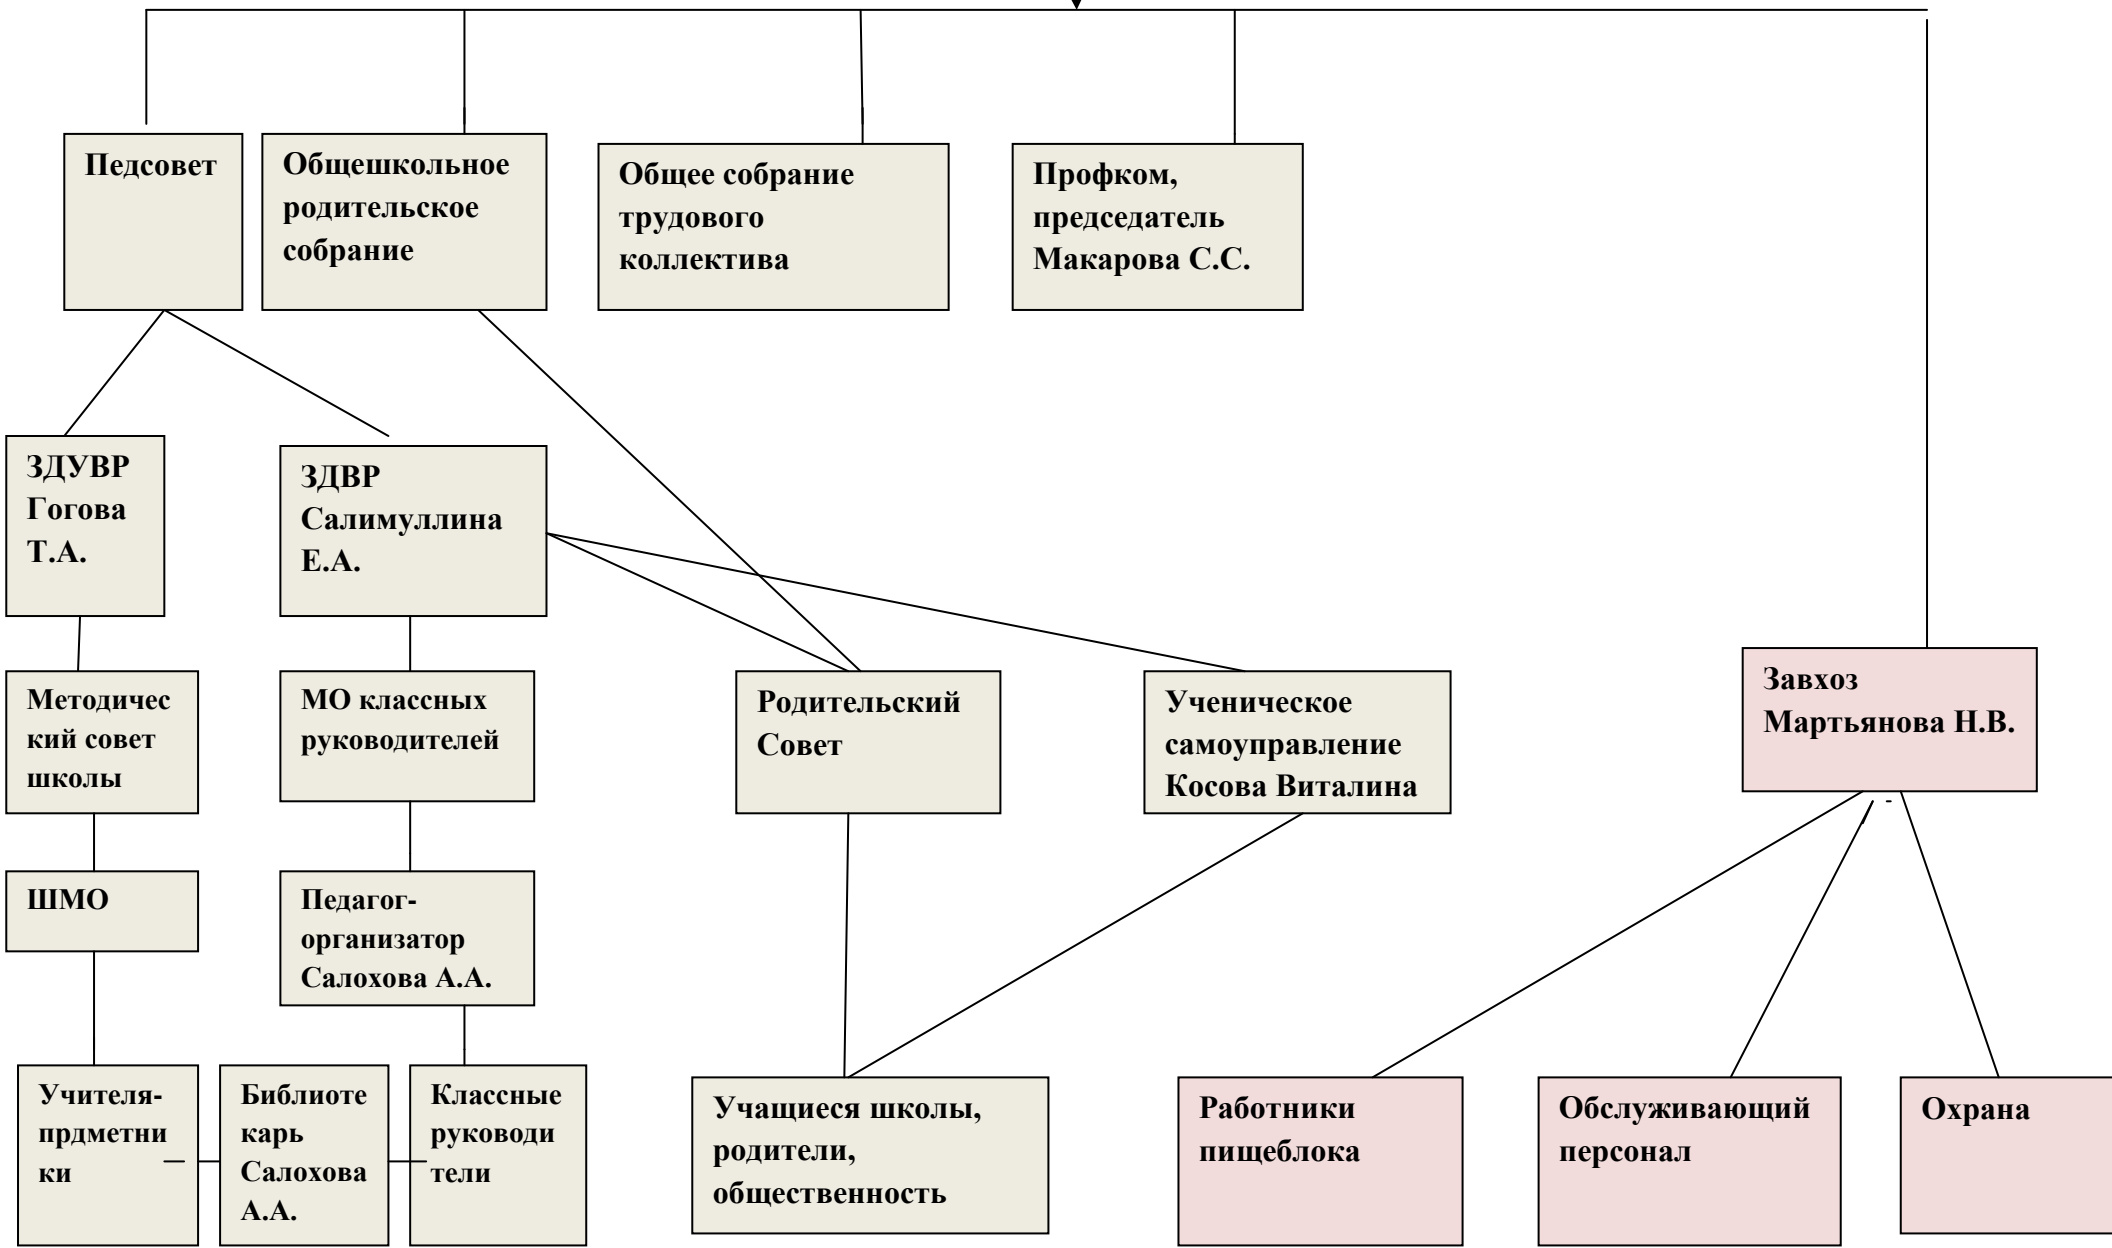 Педсовет
Общешкольное
родительское
собрание
Общее собрание
трудового
коллектива
Профком,
председатель
Макарова С.С.
ЗДУВР
Гогова
Т.А.
ЗДВР
Салимуллина
Е.А.
Методичес
кий совет
школы
МО классных
руководителей
Родительский
Совет
Ученическое
самоуправление
Косова Виталина
Завхоз
Мартьянова Н.В.
ШМО
Педагог-
организатор
Салохова А.А.
Учителя-
прдметни
ки
Библиоте
карь
Салохова
А.А.
Классные
руководи
тели
Учащиеся школы,
родители,
общественность
Работники
пищеблока
Обслуживающий
персонал
Охрана